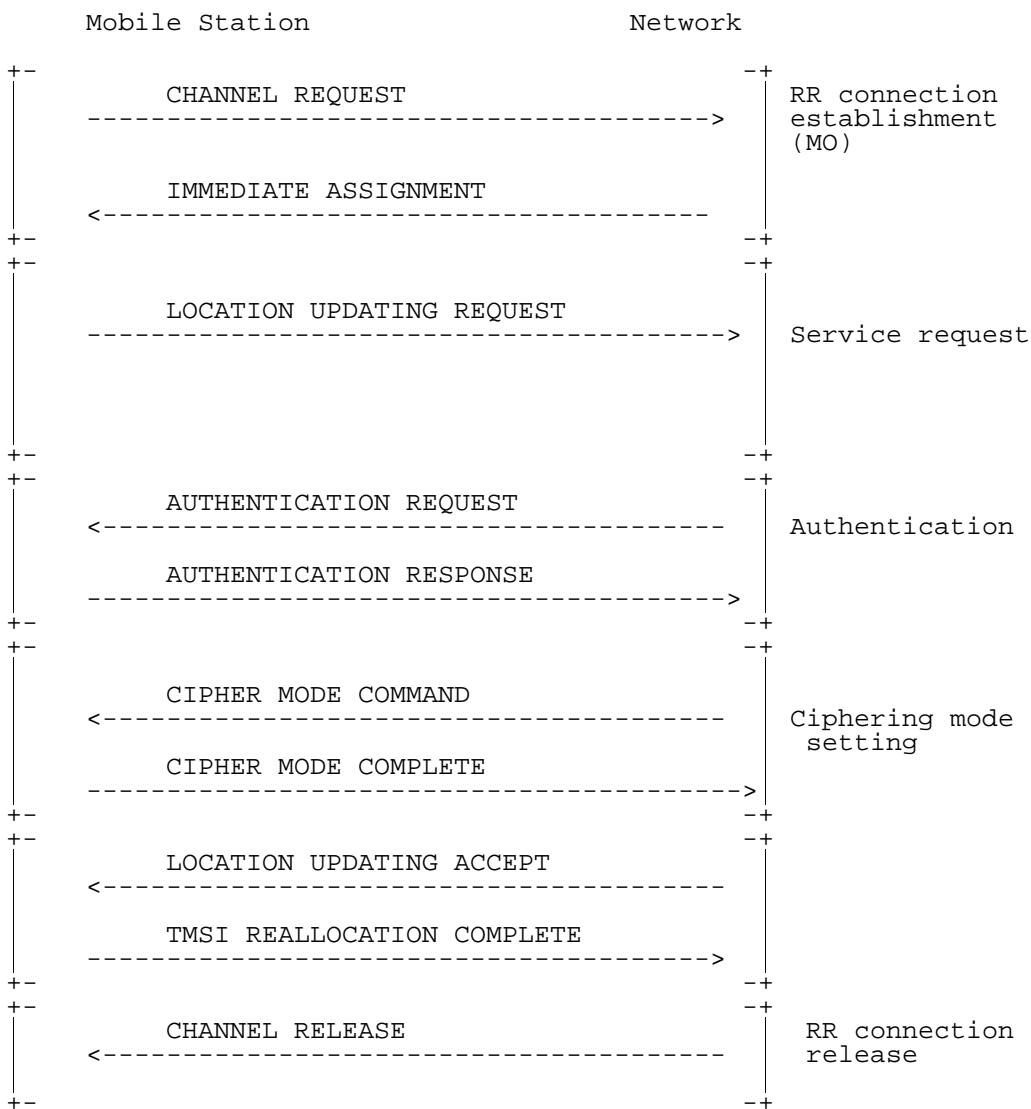 Mobile Station Network
CHANNEL REQUEST RR connection
establishment
(MO)
IMMEDIATE ASSIGNMENT
LOCATION UPDATING REQUEST
Service request
AUTHENTICATION REQUEST
Authentication
AUTHENTICATION RESPONSE
CIPHER MODE COMMAND
Ciphering mode
setting
CIPHER MODE COMPLETE
LOCATION UPDATING ACCEPT
TMSI REALLOCATION COMPLETE
CHANNEL RELEASE RR connection
release